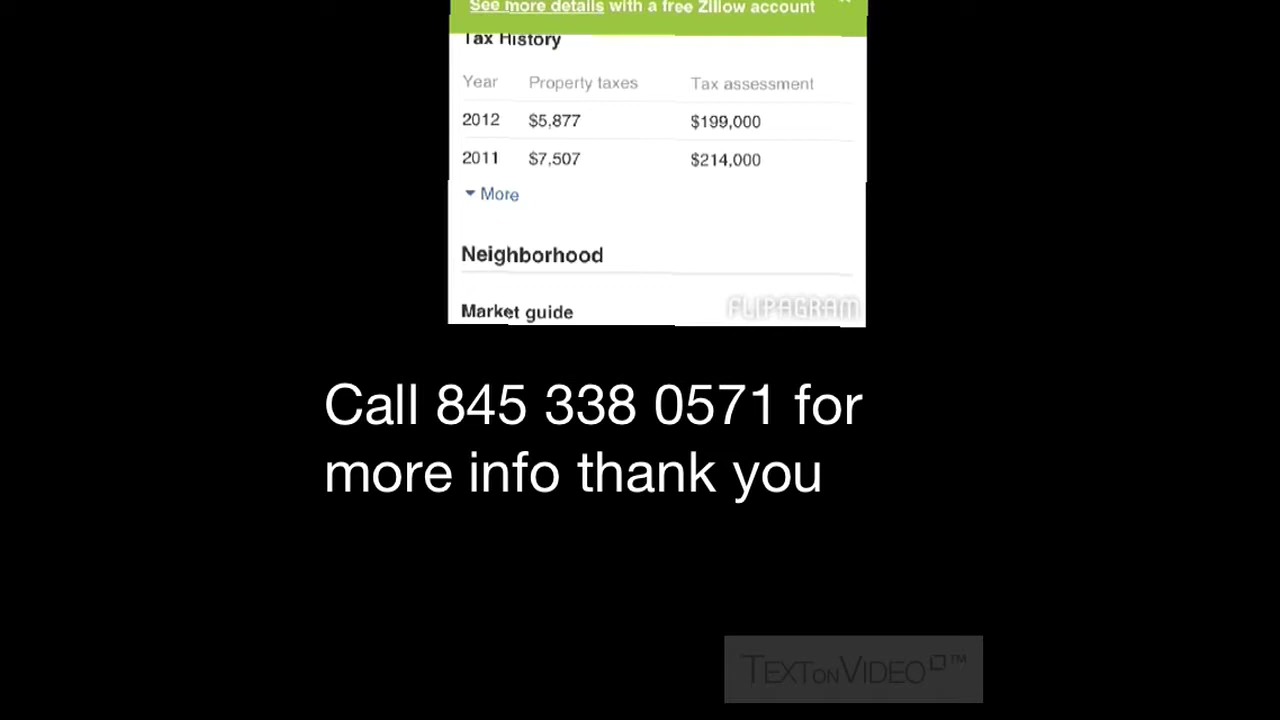 See more details with a free Zillow account
Tax History
Year Property taxes Tax assessment
2012 $5,877 $199,000
2011 $7,507 $214,000
More
Neighborhood
Market guide
FLIPAGRAM
Call 845 338 0571 for
more info thank you
TEXTONVIDEO™